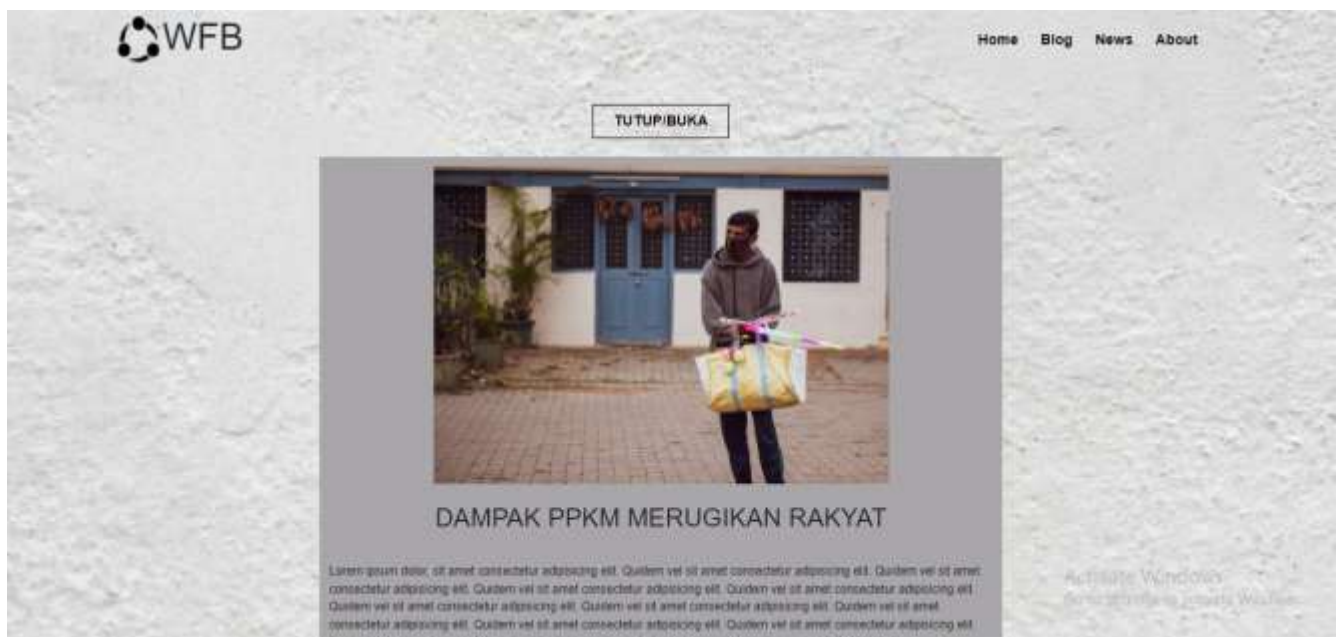 WFB
Home Blog News About
TUTUP/BUKA
DAMPAK PPKM MERUGIKAN RAKYAT
Lorem ipsum dolor, sit amet consectetur adipisicing elit. Quidem vel sit amet consectetur adipisicing elit. Quidem vel sit amet
consectetur adipisicing elit. Quidem vel sit amet consectetur adipisicing elit. Quidem vel sit amet consectetur adipisicing elit.
Quidem vel sit amet consectetur adipisicing elit. Quidem vel sit amet consectetur adipisicing elit. Quidem vel sit amet
consectetur adipisicing elit. Quidem vel sit amet consectetur adipisicing elit. Quidem vel sit amet consectetur adipisicing elit.
Activate Windows